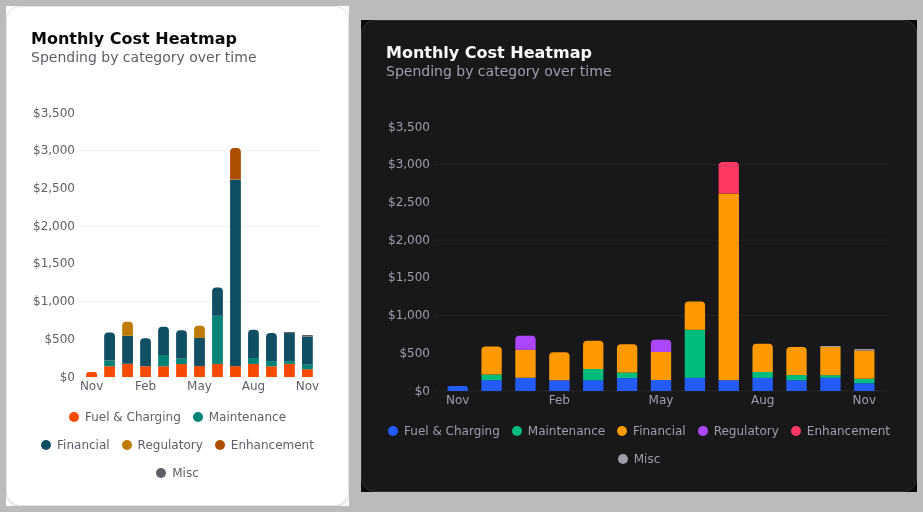 Monthly Cost Heatmap
Spending by category over time
$3,500
$3,000
$2,500
$2,000
$1,500
$1,000
$500
$0
Nov Feb May Aug Nov
Fuel & Charging Maintenance
Financial Regulatory Enhancement
Misc
Monthly Cost Heatmap
Spending by category over time
$3,500
$3,000
$2,500
$2,000
$1,500
$1,000
$500
$0
Nov Feb May Aug Nov
Fuel & Charging Maintenance Financial Regulatory Enhancement
Misc